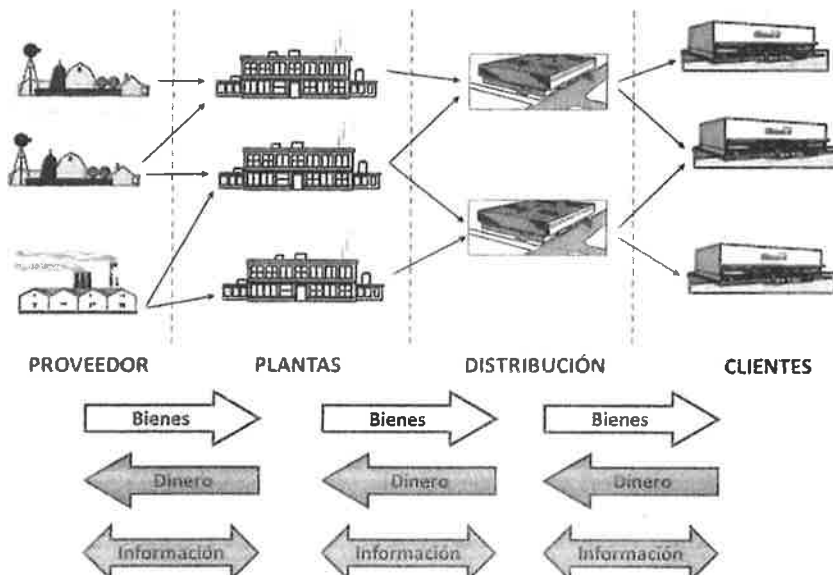 PROVEEDOR PLANTAS DISTRIBUCIÓN CLIENTES
Bienes Bienes Bienes
Dinero Dinero Dinero
Información Información Información